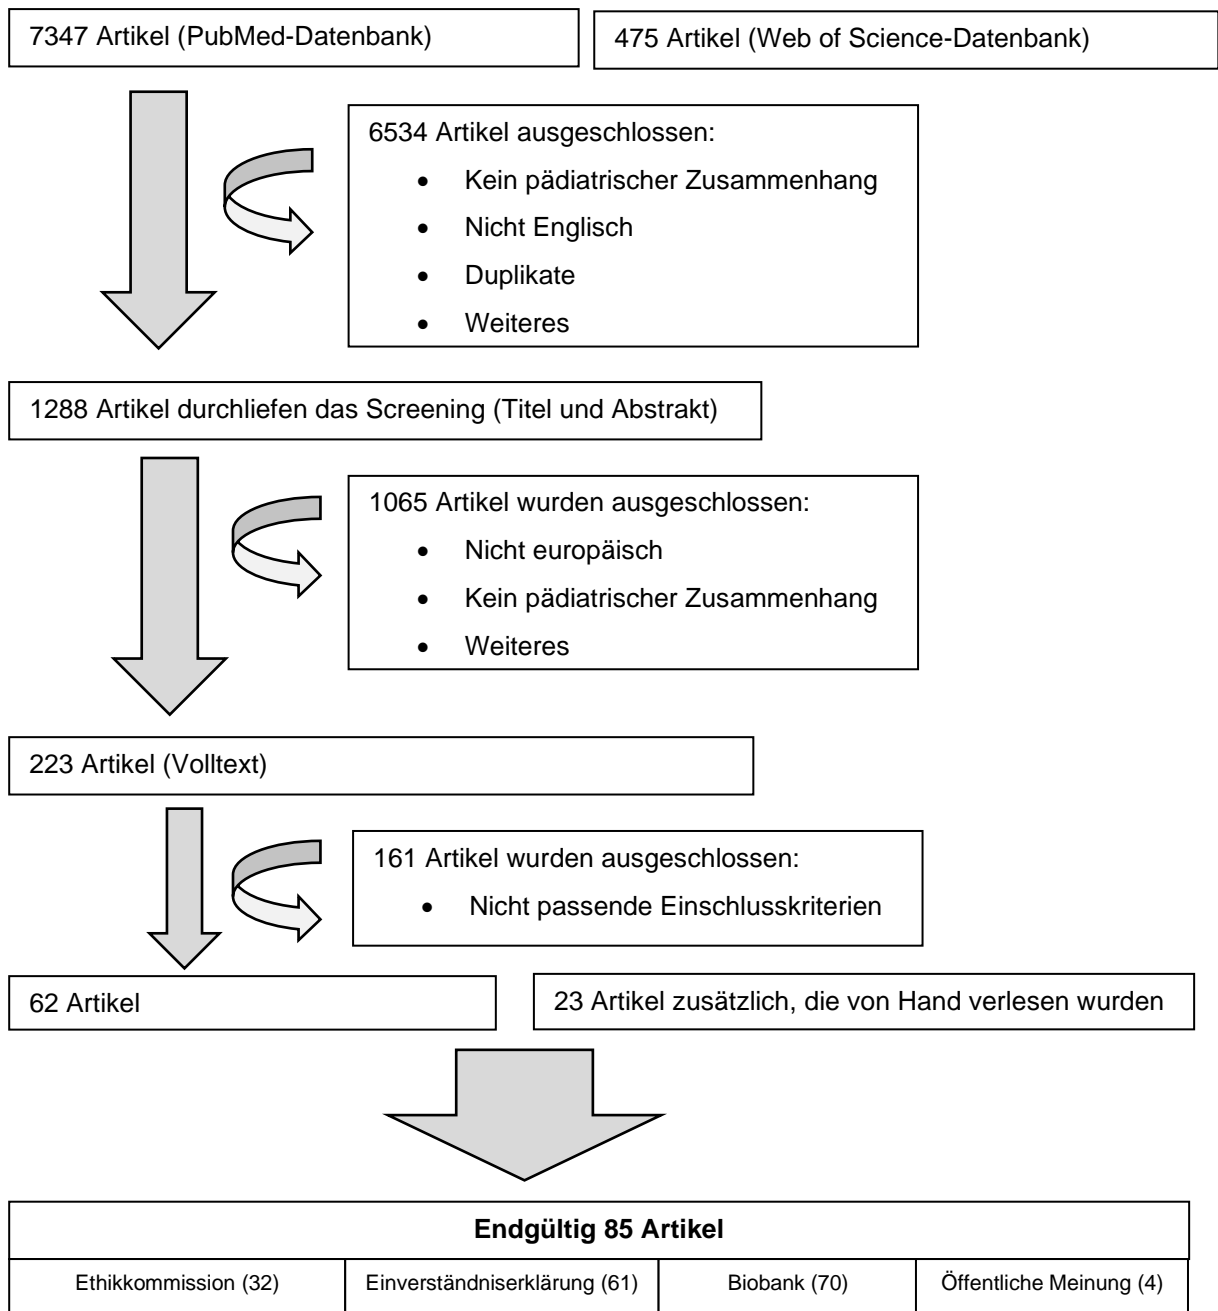 7347 Artikel (PubMed-Datenbank)
475 Artikel (Web of Science-Datenbank)
6534 Artikel ausgeschlossen:
• Kein pädiatrischer Zusammenhang
• Nicht Englisch
• Duplikate
• Weiteres
1288 Artikel durchliefen das Screening (Titel und Abstrakt)
1065 Artikel wurden ausgeschlossen:
• Nicht europäisch
• Kein pädiatrischer Zusammenhang
• Weiteres
223 Artikel (Volltext)
161 Artikel wurden ausgeschlossen:
• Nicht passende Einschlusskriterien
62 Artikel
23 Artikel zusätzlich, die von Hand verlesen wurden
Endgültig 85 Artikel
Ethikkommission (32)
Einverständniserklärung (61)
Biobank (70)
Öffentliche Meinung (4)